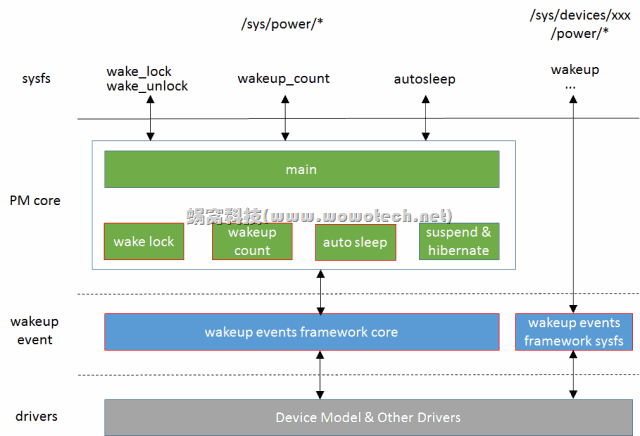 /sys/power/*
/sys/devices/xxx
/power/*
sysfs
wake_lock
wake_unlock
wakeup_count
autosleep
wakeup
...
PM core
main
蜗窝科技(www.wowotech.net)
wake lock
wakeup
count
auto sleep
suspend &
hibernate
wakeup
event
wakeup events framework core
wakeup events
framework sysfs
drivers
Device Model & Other Drivers